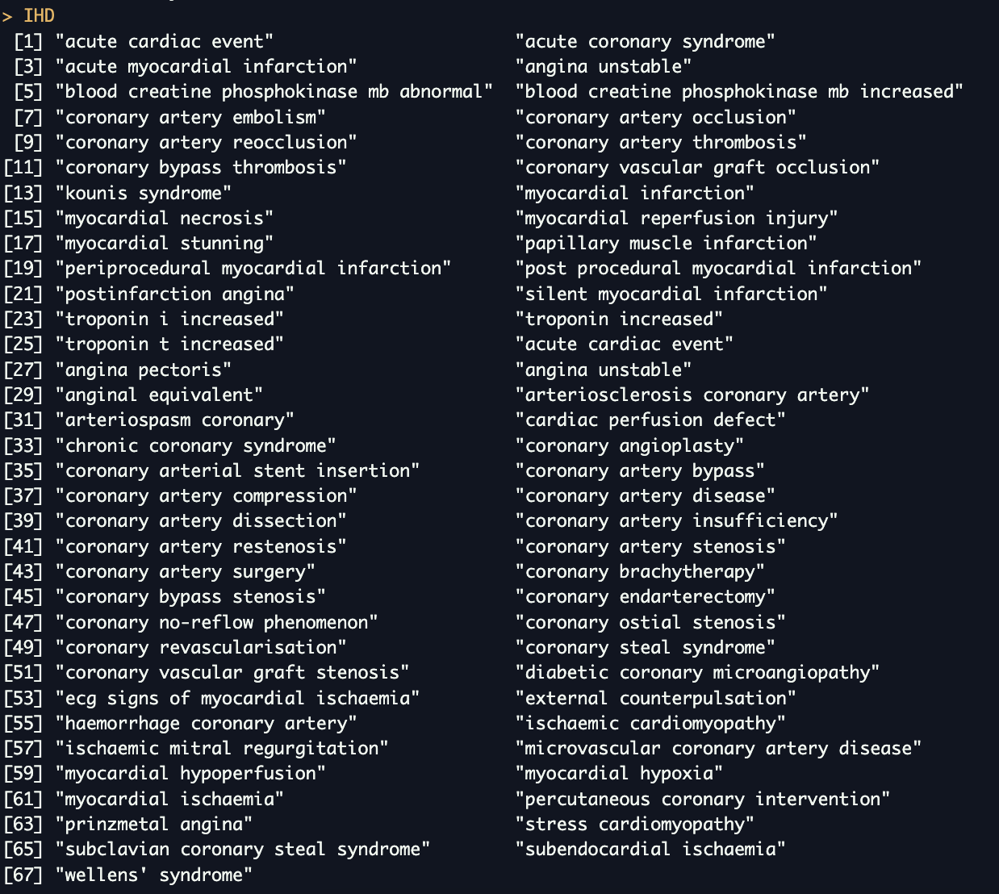 > IHD
[1] "acute cardiac event" "acute coronary syndrome"
[3] "acute myocardial infarction" "angina unstable"
[5] "blood creatine phosphokinase mb abnormal" "blood creatine phosphokinase mb increased"
[7] "coronary artery embolism" "coronary artery occlusion"
[9] "coronary artery reocclusion" "coronary artery thrombosis"
[11] "coronary bypass thrombosis" "coronary vascular graft occlusion"
[13] "kounis syndrome" "myocardial infarction"
[15] "myocardial necrosis" "myocardial reperfusion injury"
[17] "myocardial stunning" "papillary muscle infarction"
[19] "periprocedural myocardial infarction" "post procedural myocardial infarction"
[21] "postinfarction angina" "silent myocardial infarction"
[23] "troponin i increased" "troponin increased"
[25] "troponin t increased" "acute cardiac event"
[27] "angina pectoris" "angina unstable"
[29] "anginal equivalent" "arteriosclerosis coronary artery"
[31] "arteriospasm coronary" "cardiac perfusion defect"
[33] "chronic coronary syndrome" "coronary angioplasty"
[35] "coronary arterial stent insertion" "coronary artery bypass"
[37] "coronary artery compression" "coronary artery disease"
[39] "coronary artery dissection" "coronary artery insufficiency"
[41] "coronary artery restenosis" "coronary artery stenosis"
[43] "coronary artery surgery" "coronary brachytherapy"
[45] "coronary bypass stenosis" "coronary endarterectomy"
[47] "coronary no-reflow phenomenon" "coronary ostial stenosis"
[49] "coronary revascularisation" "coronary steal syndrome"
[51] "coronary vascular graft stenosis" "diabetic coronary microangiopathy"
[53] "ecg signs of myocardial ischaemia" "external counterpulsation"
[55] "haemorrhage coronary artery" "ischaemic cardiomyopathy"
[57] "ischaemic mitral regurgitation" "microvascular coronary artery disease"
[59] "myocardial hypoperfusion" "myocardial hypoxia"
[61] "myocardial ischaemia" "percutaneous coronary intervention"
[63] "prinzmetal angina" "stress cardiomyopathy"
[65] "subclavian coronary steal syndrome" "subendocardial ischaemia"
[67] "wellens' syndrome"